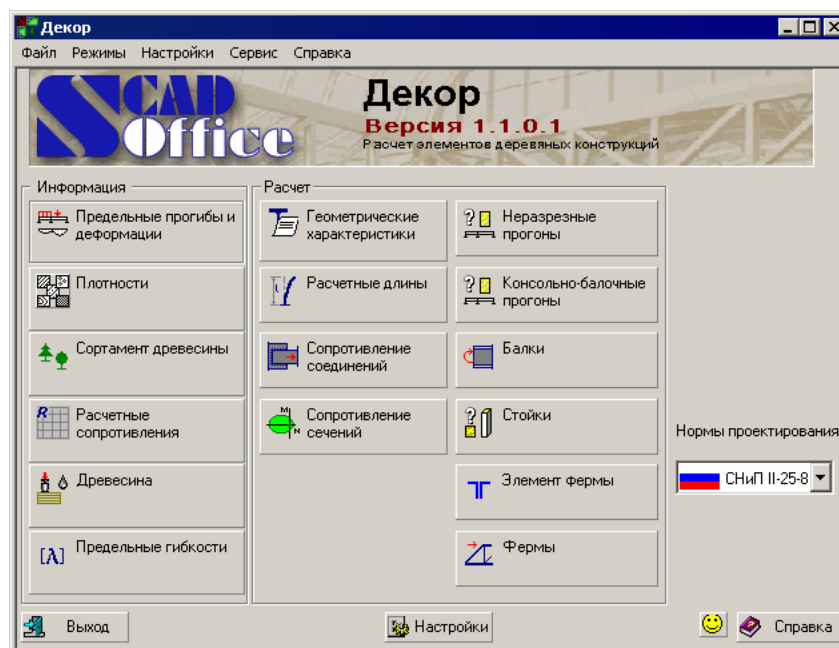 Декор
Файл Режимы Настройки Сервис Справка
SCAD Office
Декор
Версия 1.1.0.1
Расчет элементов деревяных конструкций
Информация
Предельные прогибы и
деформации
Плотности
Сортамент древесины
R
Расчетные
сопротивления
Древесина
[λ]
Предельные гибкости
Расчет
Геометрические
характеристики
Расчетные длины
Сопротивление
соединений
M
N
Сопротивление
сечений
?
Неразрезные
прогоны
?
Консольно-балочные
прогоны
Балки
?
Стойки
Элемент фермы
Фермы
Нормы проектирования
СНиП II-25-8
Выход
Настройки
Справка